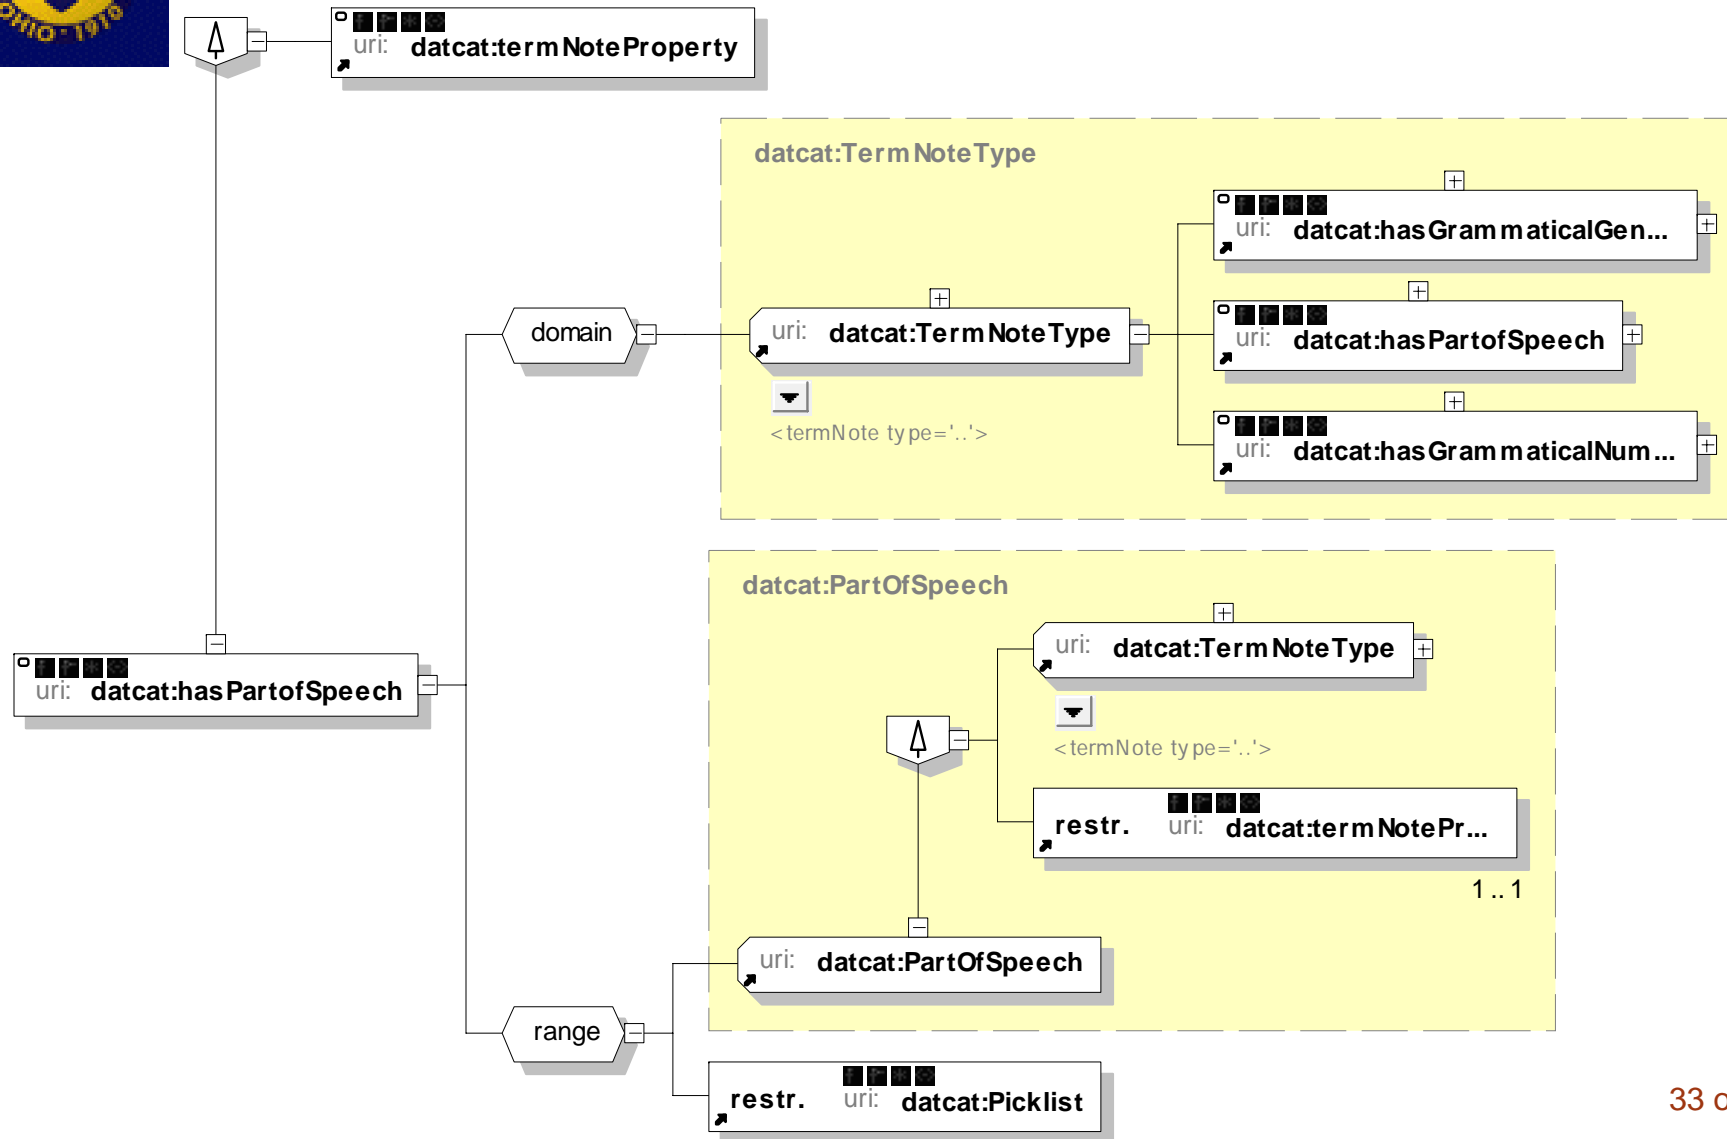 OHIO · 1910
uri: datcat:termNoteProperty
datcat:TermNoteType
uri: datcat:hasGrammaticalGen...
domain
uri: datcat:TermNoteType
uri: datcat:hasPartofSpeech
<termNote type='..'>
uri: datcat:hasGrammaticalNum...
datcat:PartOfSpeech
uri: datcat:TermNoteType
uri: datcat:hasPartofSpeech
<termNote type='..'>
restr. uri: datcat:termNotePr...
1 .. 1
uri: datcat:PartOfSpeech
range
restr. uri: datcat:Picklist
33 o